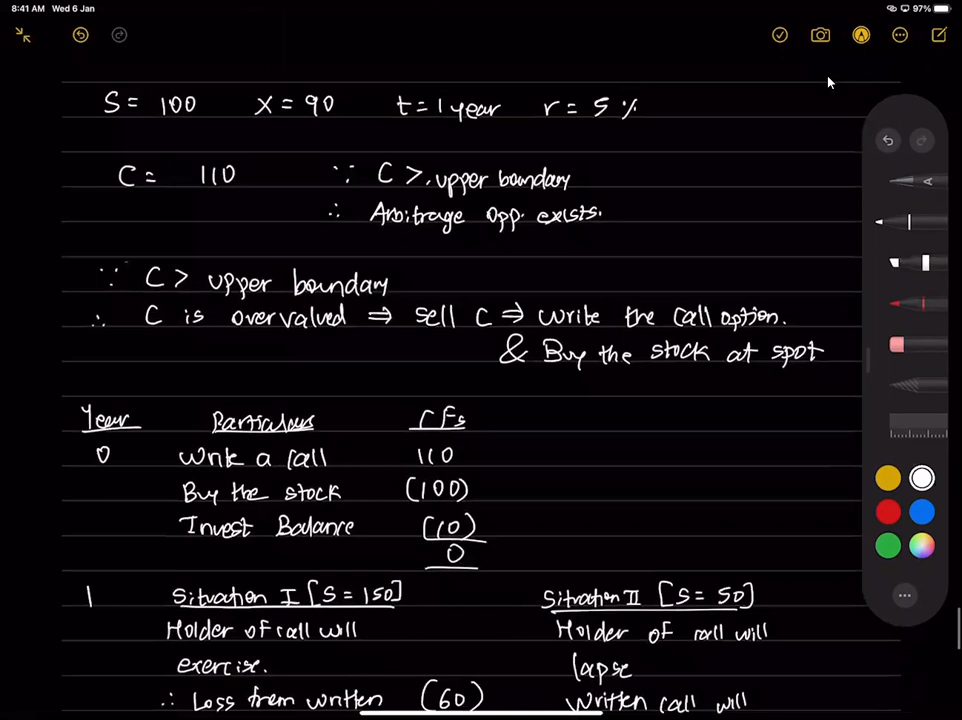 8:41 AM Wed 6 Jan 97%
S = 100 X = 90 t = 1 year r = 5 %
C = 110 ∵ C >, upper boundary
∴ Arbitrage Opp. exists.
∵ C > upper boundary
∴ C is overvalued ⇒ sell C ⇒ Write the Call option.
& Buy the stock at spot
Year Particulars CFs
0 Write a Call 110
Buy the stock (100)
Invest Balance (10)
0
1 Situation I [S = 150] Situation II [S = 50]
Holder of call will Holder of call will
exercise. lapse
∴ Loss from written (60) Written call will